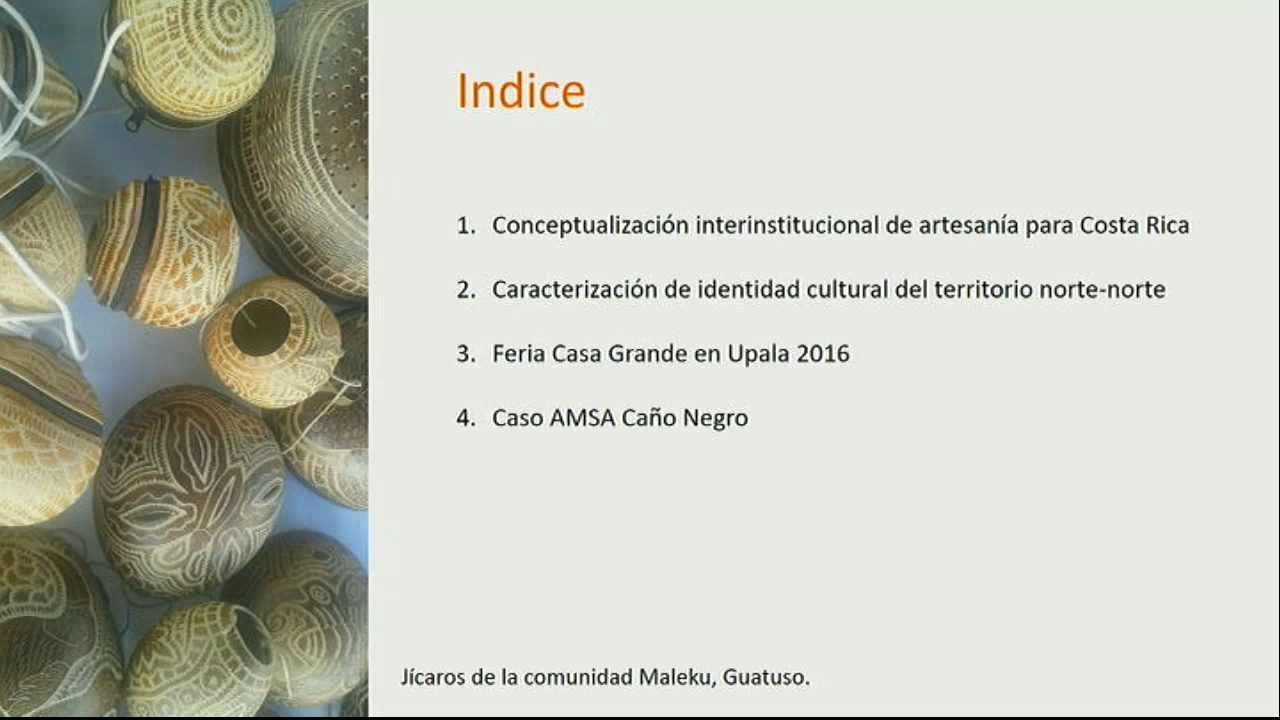 Indice
1. Conceptualización interinstitucional de artesanía para Costa Rica
2. Caracterización de identidad cultural del territorio norte-norte
3. Feria Casa Grande en Upala 2016
4. Caso AMSA Caño Negro
Jícaros de la comunidad Maleku, Guatuso.